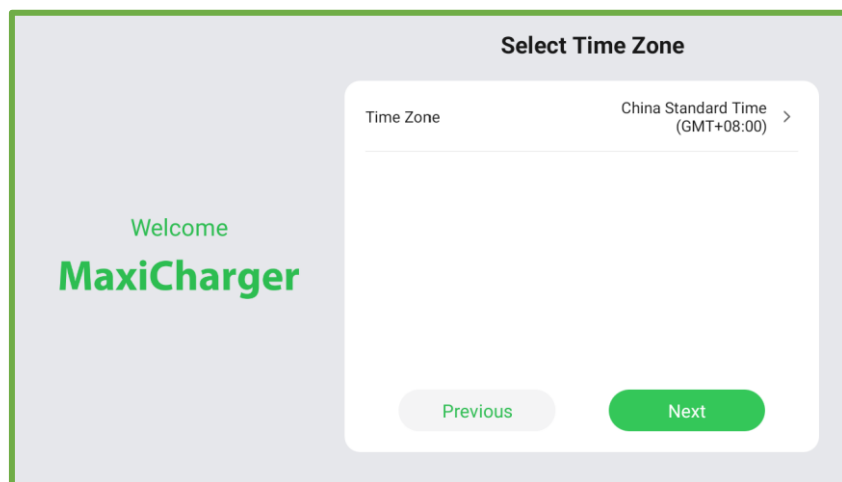 Select Time Zone
Time Zone
China Standard Time
(GMT+08:00)
Welcome
MaxiCharger
Previous
Next